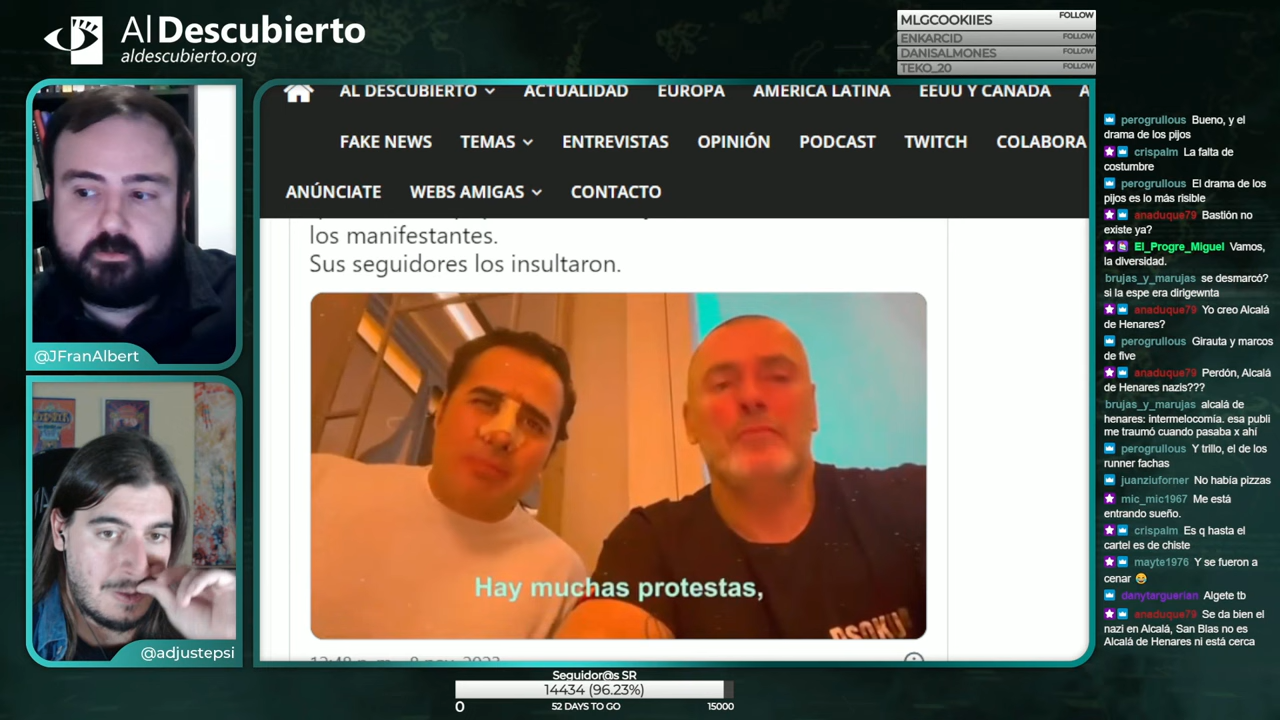 Al Descubierto
aldescubierto.org
MLGCOOKIIES FOLLOW
ENKARCID FOLLOW
DANISALMONES FOLLOW
TEKO_20 FOLLOW
@JFranAlbert
@adjustepsi
AL DESCUBIERTO ACTUALIDAD EUROPA AMÉRICA LATINA EEUU Y CANADÁ A
FAKE NEWS TEMAS ENTREVISTAS OPINIÓN PODCAST TWITCH COLABORA
ANÚNCIATE WEBS AMIGAS CONTACTO
los manifestantes.
Sus seguidores los insultaron.
Hay muchas protestas,
perogrullous Bueno, y el
drama de los pijos
crispalm La falta de
costumbre
perogrullous El drama de los
pijos es lo más risible
anaduque79 Bastión no
existe ya?
El_Progre_Miguel Vamos,
la diversidad.
brujas_y_marujas se desmarcó?
si la espe era dirigewnta
anaduque79 Yo creo Alcalá
de Henares?
perogrullous Girauta y marcos
de five
anaduque79 Perdón, Alcalá
de Henares nazis???
brujas_y_marujas alcalá de
henares: intermelocomía. esa publi
me traumó cuando pasaba x ahí
perogrullous Y trillo, el de los
runner fachas
juanziuforner No había pizzas
mic_mic1967 Me está
entrando sueño.
crispalm Es q hasta el
cartel es de chiste
mayte1976 Y se fueron a
cenar 😅
danytarguerian Algete tb
anaduque79 Se da bien el
nazi en Alcalá, San Blas no es
Alcalá de Henares ni está cerca
Seguidor@s SR
14434 (96.23%)
0 52 DAYS TO GO 15000